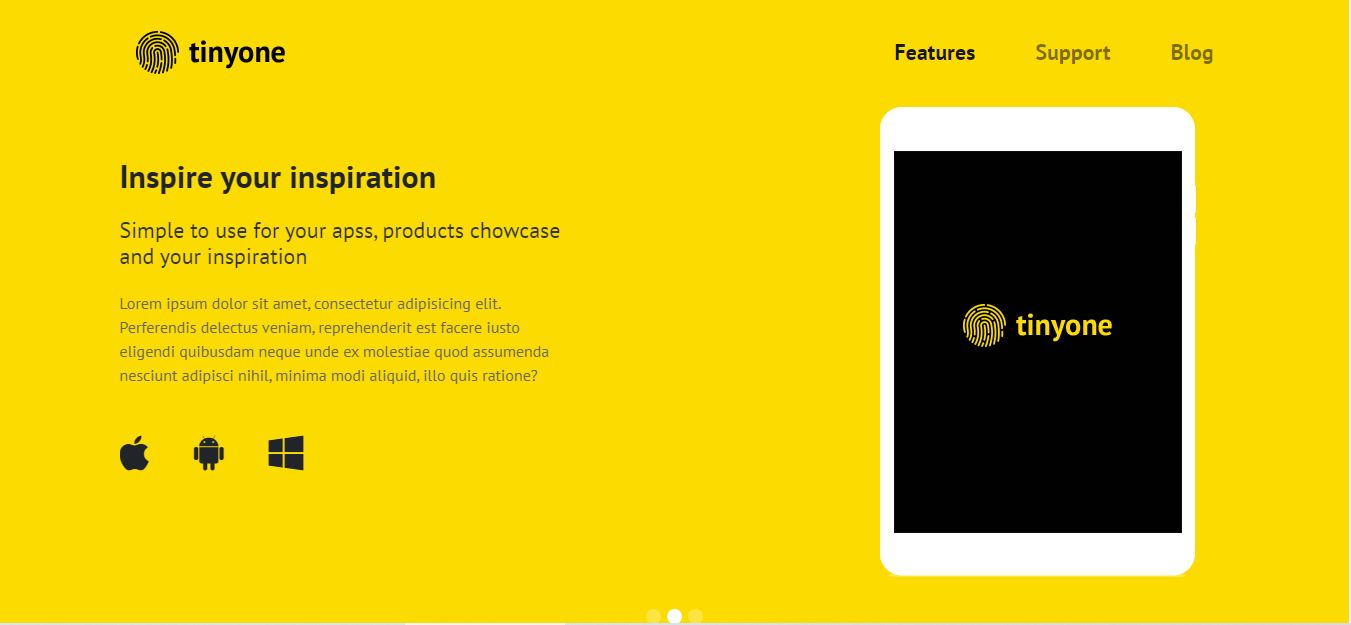 tinyone
Features Support Blog
Inspire your inspiration
Simple to use for your apss, products chowcase
and your inspiration
Lorem ipsum dolor sit amet, consectetur adipisicing elit.
Perferendis delectus veniam, reprehenderit est facere iusto
eligendi quibusdam neque unde ex molestiae quod assumenda
nesciunt adipisci nihil, minima modi aliquid, illo quis ratione?
tinyone